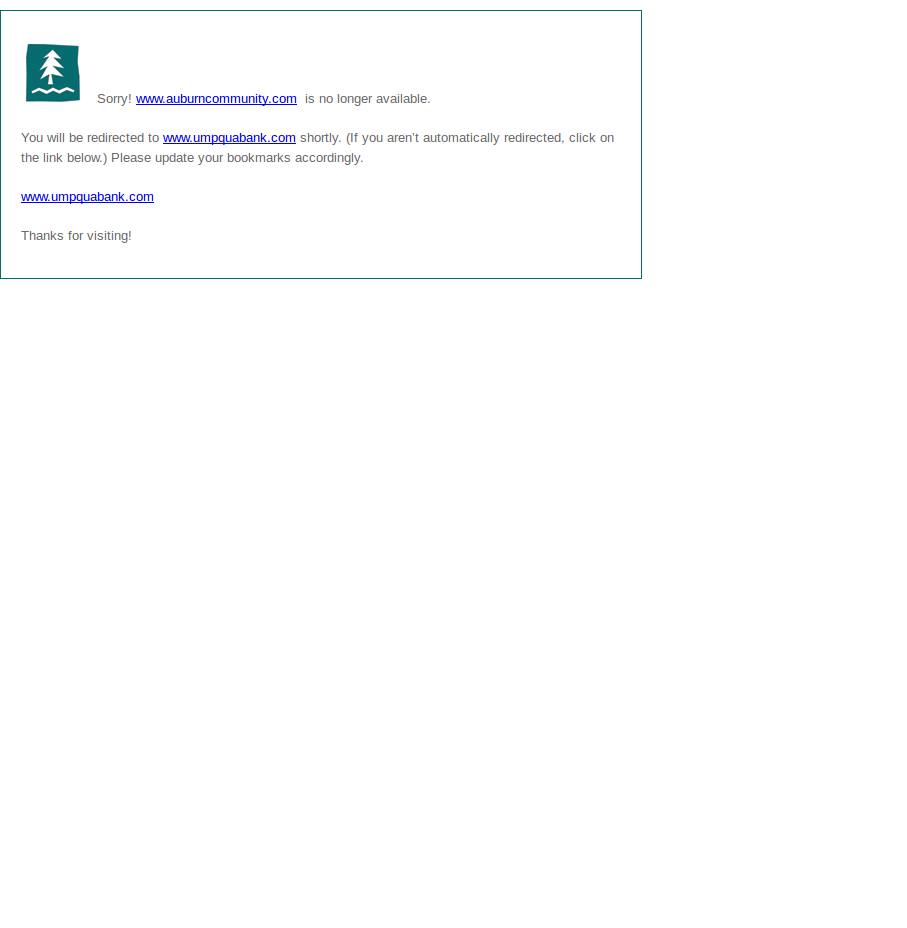 Sorry! www.auburncommunity.com  is no longer available.
You will be redirected to www.umpquabank.com shortly. (If you aren't automatically redirected, click on
the link below.) Please update your bookmarks accordingly.
www.umpquabank.com
Thanks for visiting!